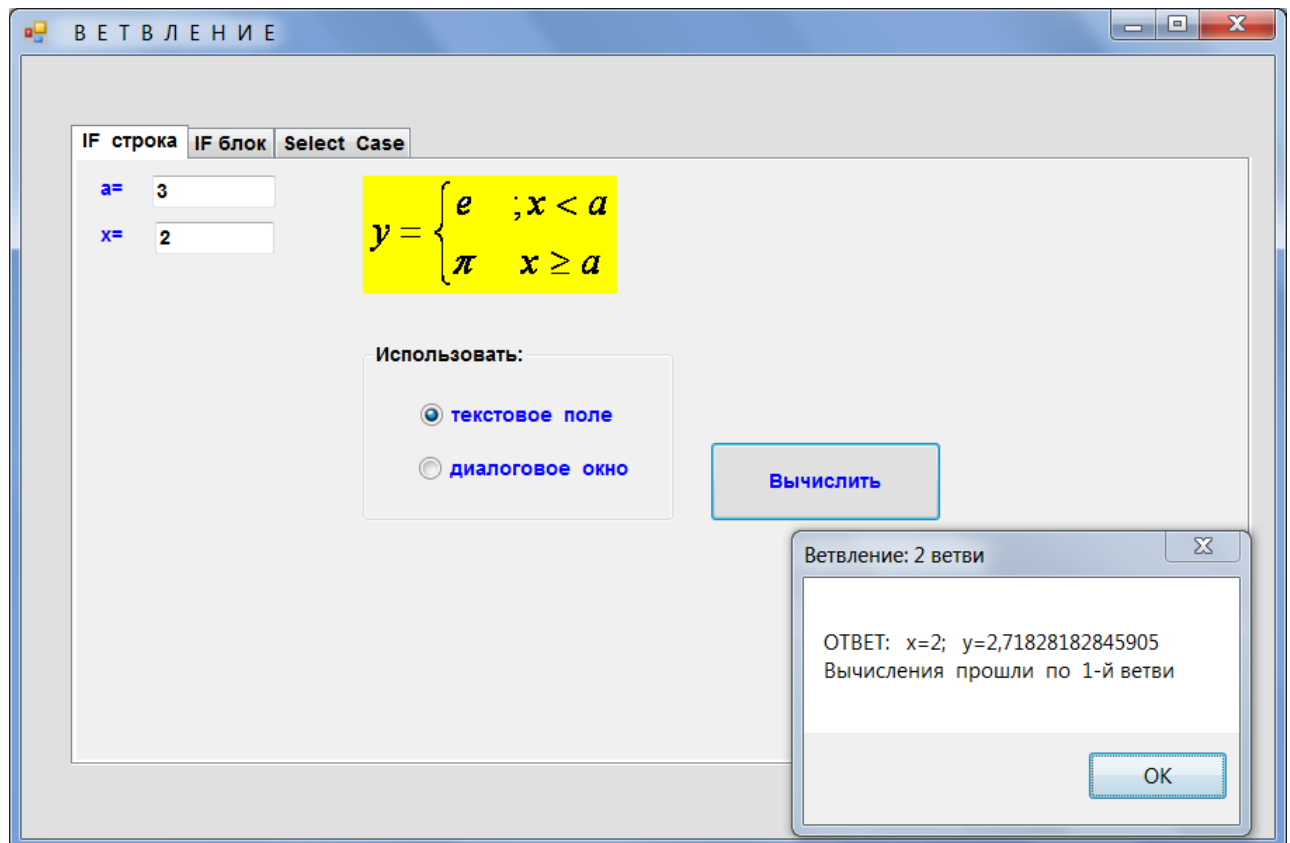 ВЕТВЛЕНИЕ
IF строка IF блок Select Case
a= 3
x= 2
y = { e ; x < a
π x ≥ a
Использовать:
текстовое поле
диалоговое окно
Вычислить
Ветвление: 2 ветви
ОТВЕТ: x=2; y=2,71828182845905
Вычисления прошли по 1-й ветви
OK